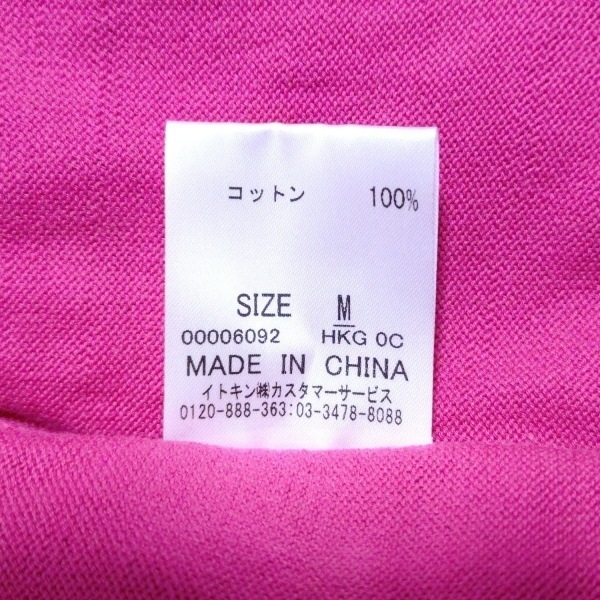 コットン 100%
SIZE M
00006092 HKG 0C
MADE IN CHINA
イトキン㈱カスタマーサービス
0120-888-363:03-3478-8088